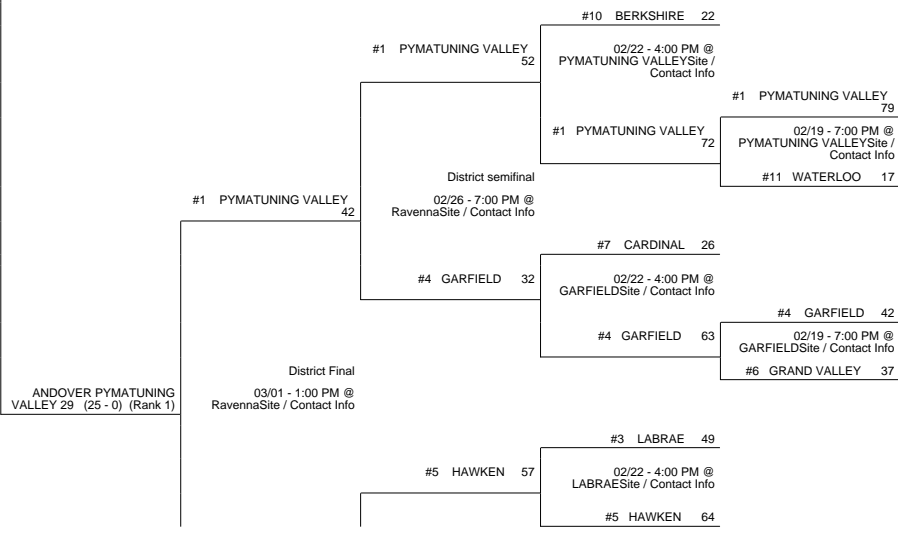 #10 BERKSHIRE 22
#1 PYMATUNING VALLEY
52
02/22 - 4:00 PM @
PYMATUNING VALLEYSite /
Contact Info
#1 PYMATUNING VALLEY
79
#1 PYMATUNING VALLEY
72
02/19 - 7:00 PM @
PYMATUNING VALLEYSite /
Contact Info
#11 WATERLOO 17
District semifinal
#1 PYMATUNING VALLEY
42
02/26 - 7:00 PM @
RavennaSite / Contact Info
#7 CARDINAL 26
#4 GARFIELD 32
02/22 - 4:00 PM @
GARFIELDSite / Contact Info
#4 GARFIELD 42
#4 GARFIELD 63
02/19 - 7:00 PM @
GARFIELDSite / Contact Info
#6 GRAND VALLEY 37
District Final
ANDOVER PYMATUNING
VALLEY 29 (25 - 0) (Rank 1)
03/01 - 1:00 PM @
RavennaSite / Contact Info
#3 LABRAE 49
#5 HAWKEN 57
02/22 - 4:00 PM @
LABRAESite / Contact Info
#5 HAWKEN 64